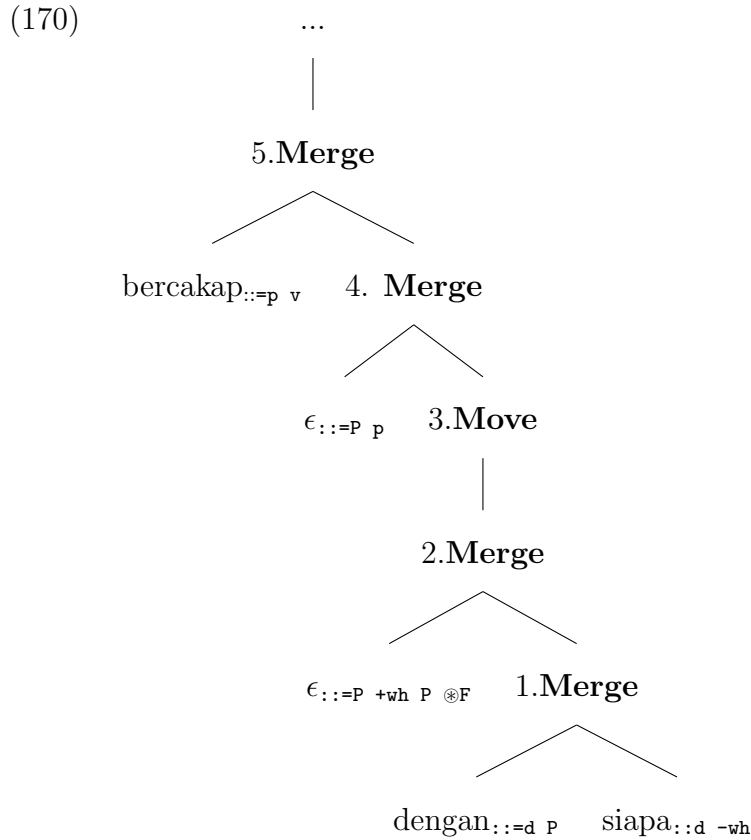 (170) ...
5.Merge
bercakap::=p v 4. Merge
ϵ::=P p 3.Move
2.Merge
ϵ::=P +wh P ⊛F 1.Merge
dengan::=d P siapa::d -wh